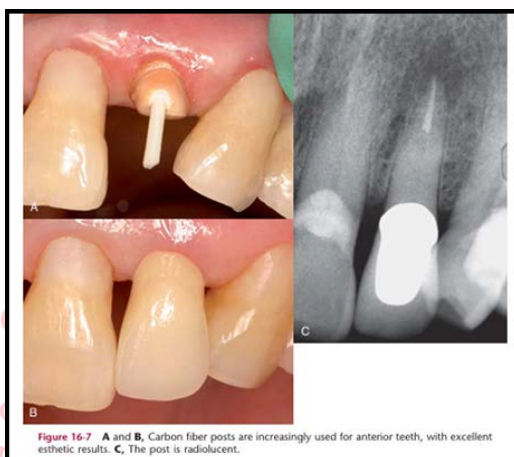 A
B
C
Figure 16-7 A and B, Carbon fiber posts are increasingly used for anterior teeth, with excellent
esthetic results. C, The post is radiolucent.